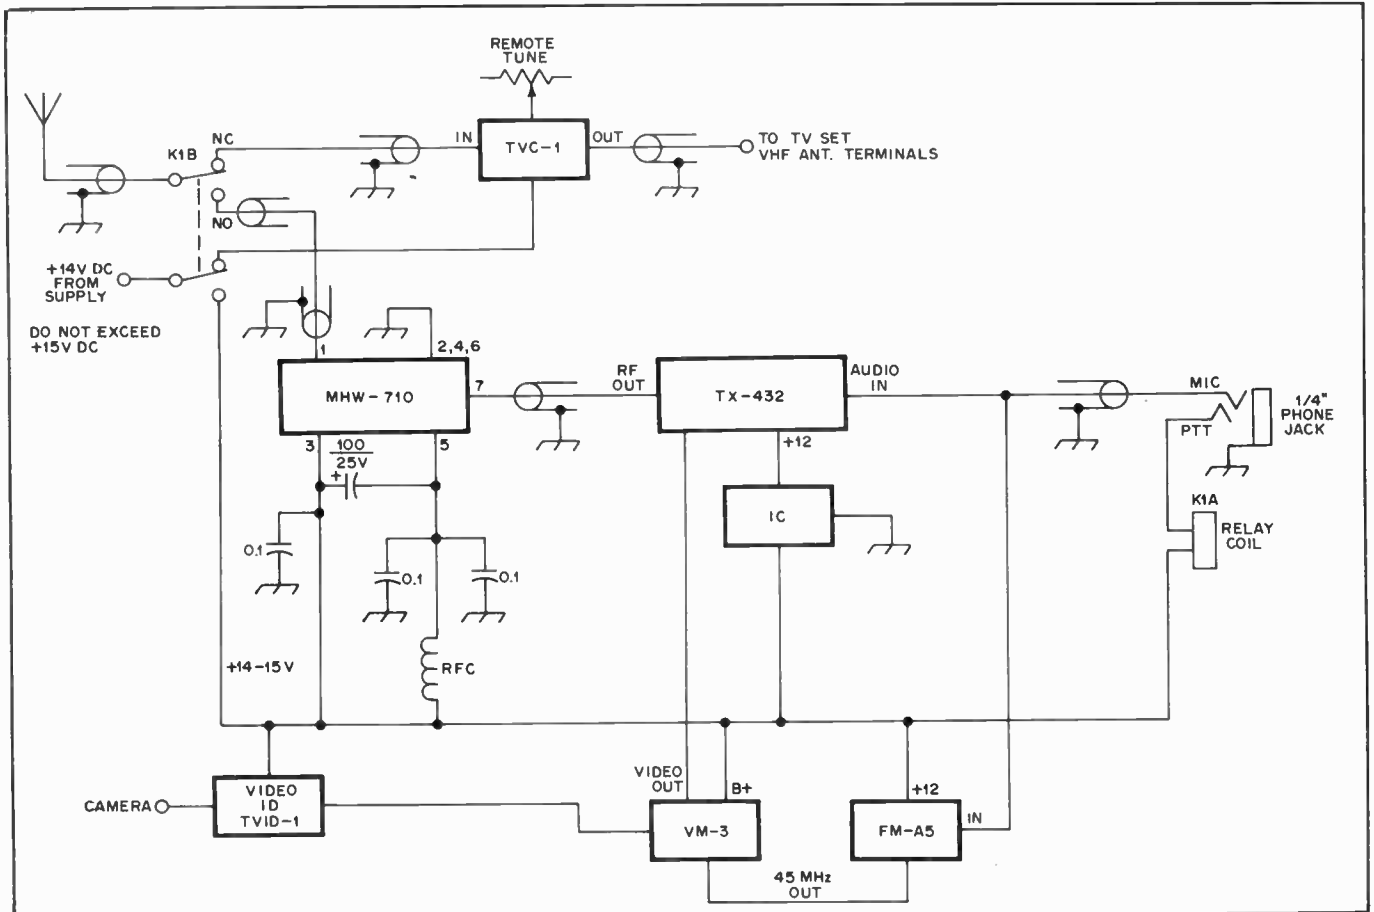 REMOTE
TUNE
NC
K1B
IN
TVC-1
OUT
TO TV SET
VHF ANT. TERMINALS
NO
+14V DC
FROM
SUPPLY
DO NOT EXCEED
+15V DC
1
2,4,6
MHW-710
7
RF
OUT
TX-432
AUDIO
IN
MIC
PTT
1/4"
PHONE
JACK
3
100
25V
+
5
+12
IC
K1A
RELAY
COIL
0.1
0.1
0.1
+14-15V
RFC
VIDEO
OUT
B+
+12
CAMERA
VIDEO
ID
TVID-1
VM-3
FM-A5
IN
45 MHz
OUT